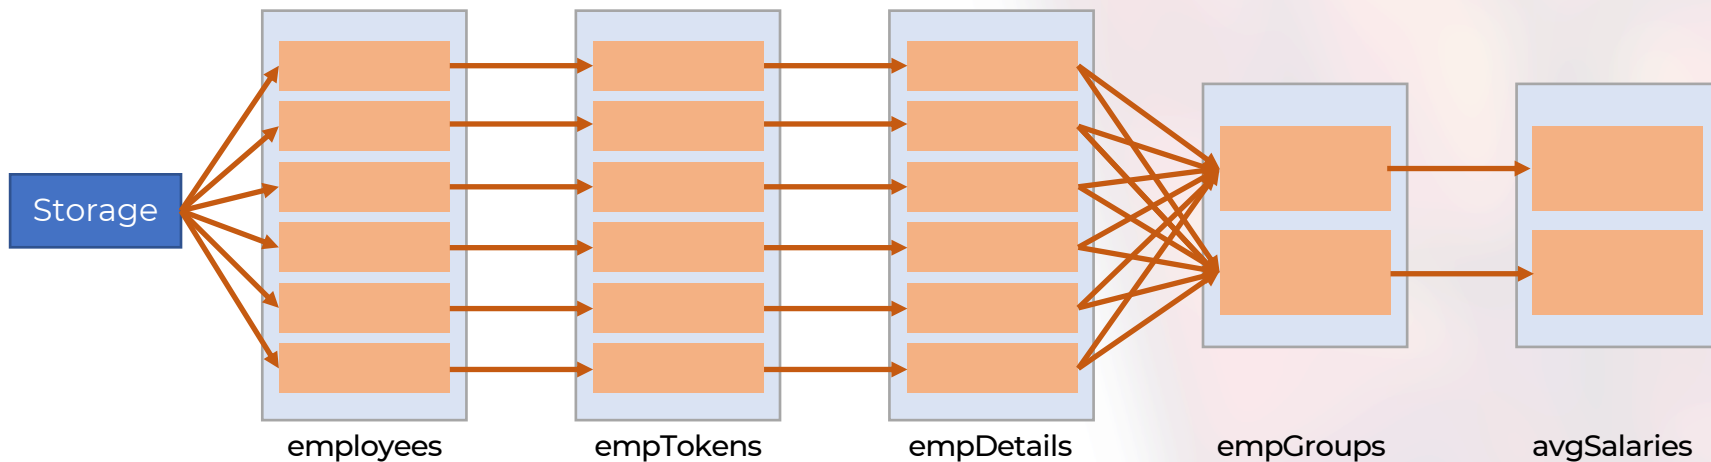 Storage
employees
empTokens
empDetails
empGroups
avgSalaries